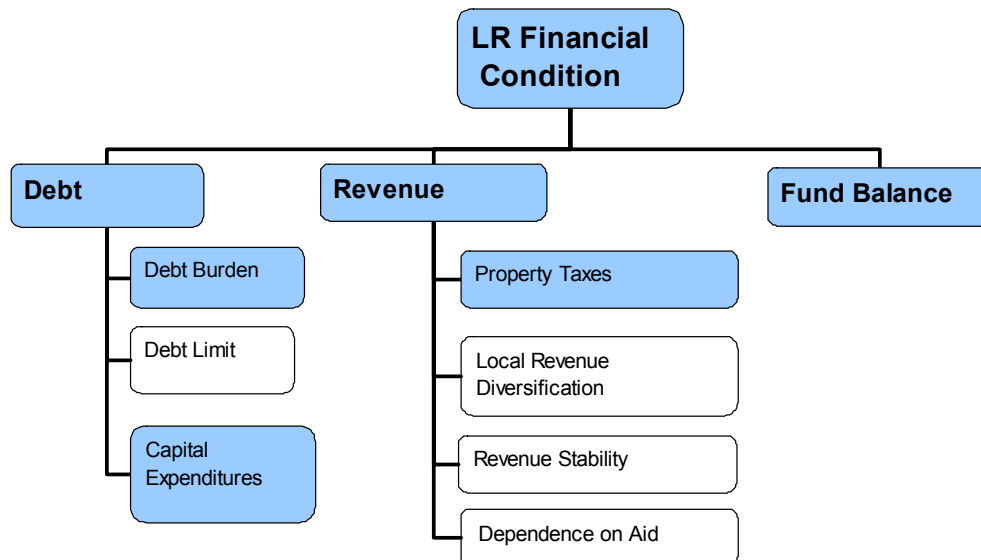 LR Financial
Condition
Debt
Revenue
Fund Balance
Debt Burden
Debt Limit
Capital
Expenditures
Property Taxes
Local Revenue
Diversification
Revenue Stability
Dependence on Aid